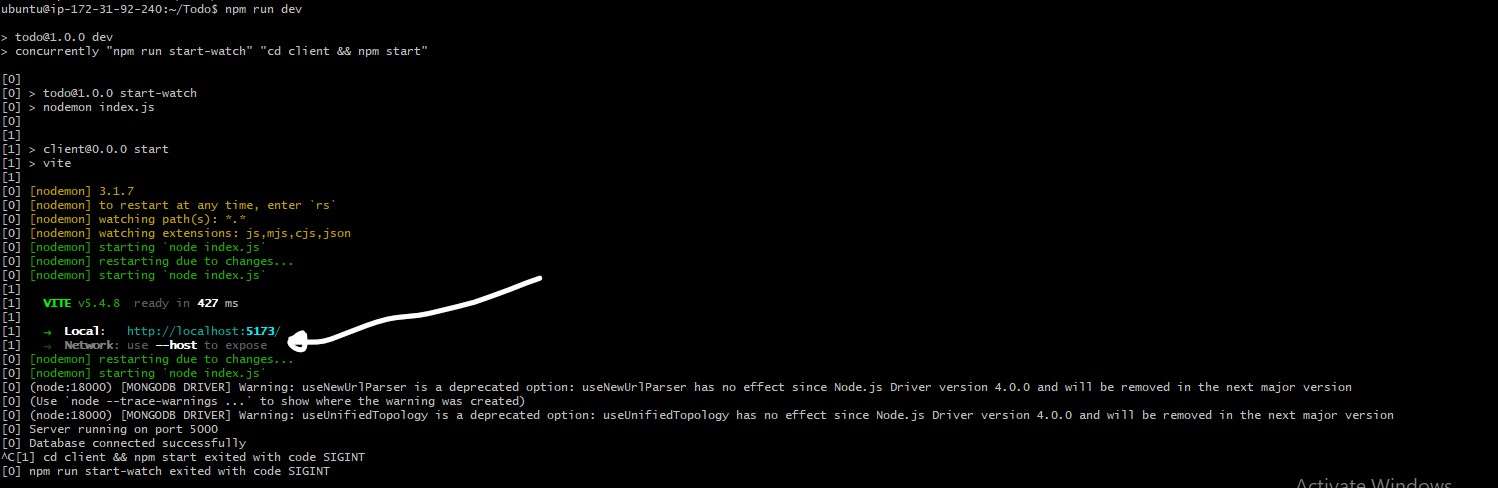 ubuntu@ip-172-31-92-240:~/Todo$ npm run dev
> todo@1.0.0 dev
> concurrently "npm run start-watch" "cd client && npm start"
[0]
[0] > todo@1.0.0 start-watch
[0] > nodemon index.js
[0]
[1]
[1] > client@0.0.0 start
[1] > vite
[1]
[0] [nodemon] 3.1.7
[0] [nodemon] to restart at any time, enter `rs`
[0] [nodemon] watching path(s): *.*
[0] [nodemon] watching extensions: js,mjs,cjs,json
[0] [nodemon] starting `node index.js`
[0] [nodemon] restarting due to changes...
[0] [nodemon] starting `node index.js`
[1]
[1] VITE v5.4.8 ready in 427 ms
[1]
[1] → Local: http://localhost:5173/
[1] → Network: use --host to expose
[0] [nodemon] restarting due to changes...
[0] [nodemon] starting `node index.js`
[0] (node:18000) [MONGODB DRIVER] Warning: useNewUrlParser is a deprecated option: useNewUrlParser has no effect since Node.js Driver version 4.0.0 and will be removed in the next major version
[0] (Use `node --trace-warnings ...` to show where the warning was created)
[0] (node:18000) [MONGODB DRIVER] Warning: useUnifiedTopology is a deprecated option: useUnifiedTopology has no effect since Node.js Driver version 4.0.0 and will be removed in the next major version
[0] Server running on port 5000
[0] Database connected successfully
^C[1] cd client && npm start exited with code SIGINT
[0] npm run start-watch exited with code SIGINT
Activate Windows